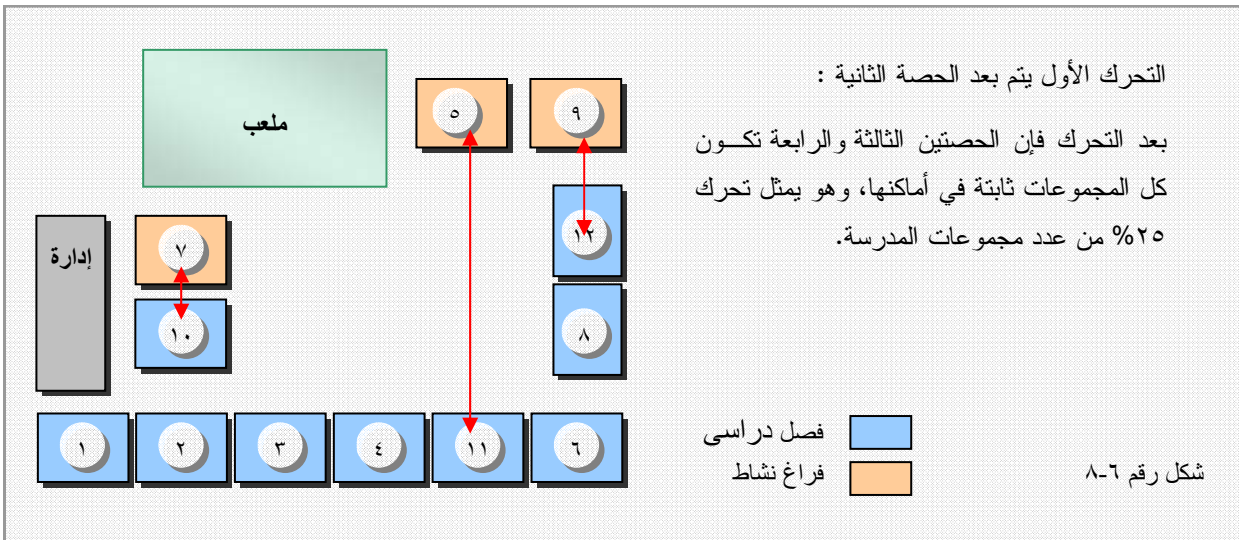 التحرك الأول يتم بعد الحصة الثانية :
بعد التحرك فإن الحصتين الثالثة والرابعة تكـــون
كل المجموعات ثابتة في أماكنها، وهو يمثل تحرك
٢٥% من عدد مجموعات المدرسة.
ملعب
٥
٩
١٢
إدارة
٧
١٠
٨
١
٢
٣
٤
١١
٦
فصل دراسى
فراغ نشاط
شكل رقم ٦-٨